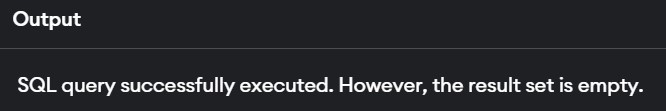 Output
SQL query successfully executed. However, the result set is empty.